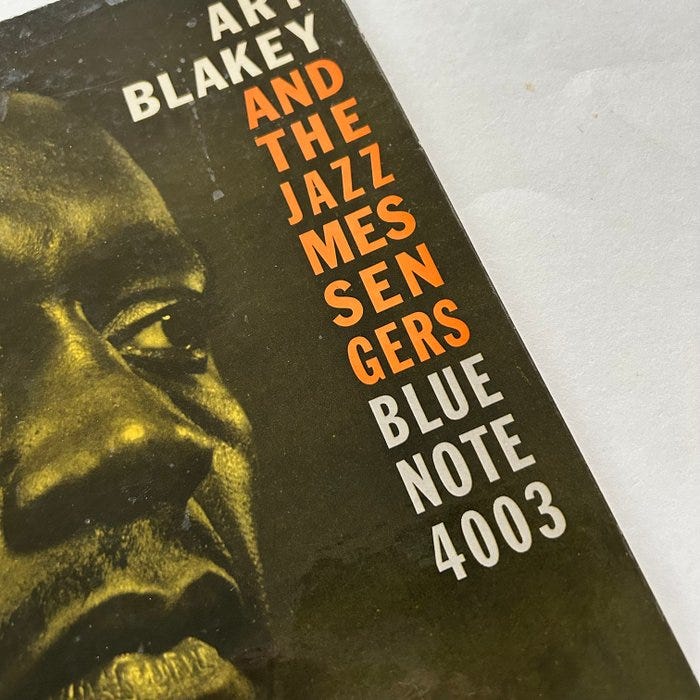 ART
BLAKEY
AND
THE
JAZZ
MES
SEN
GERS
BLUE
NOTE
4003